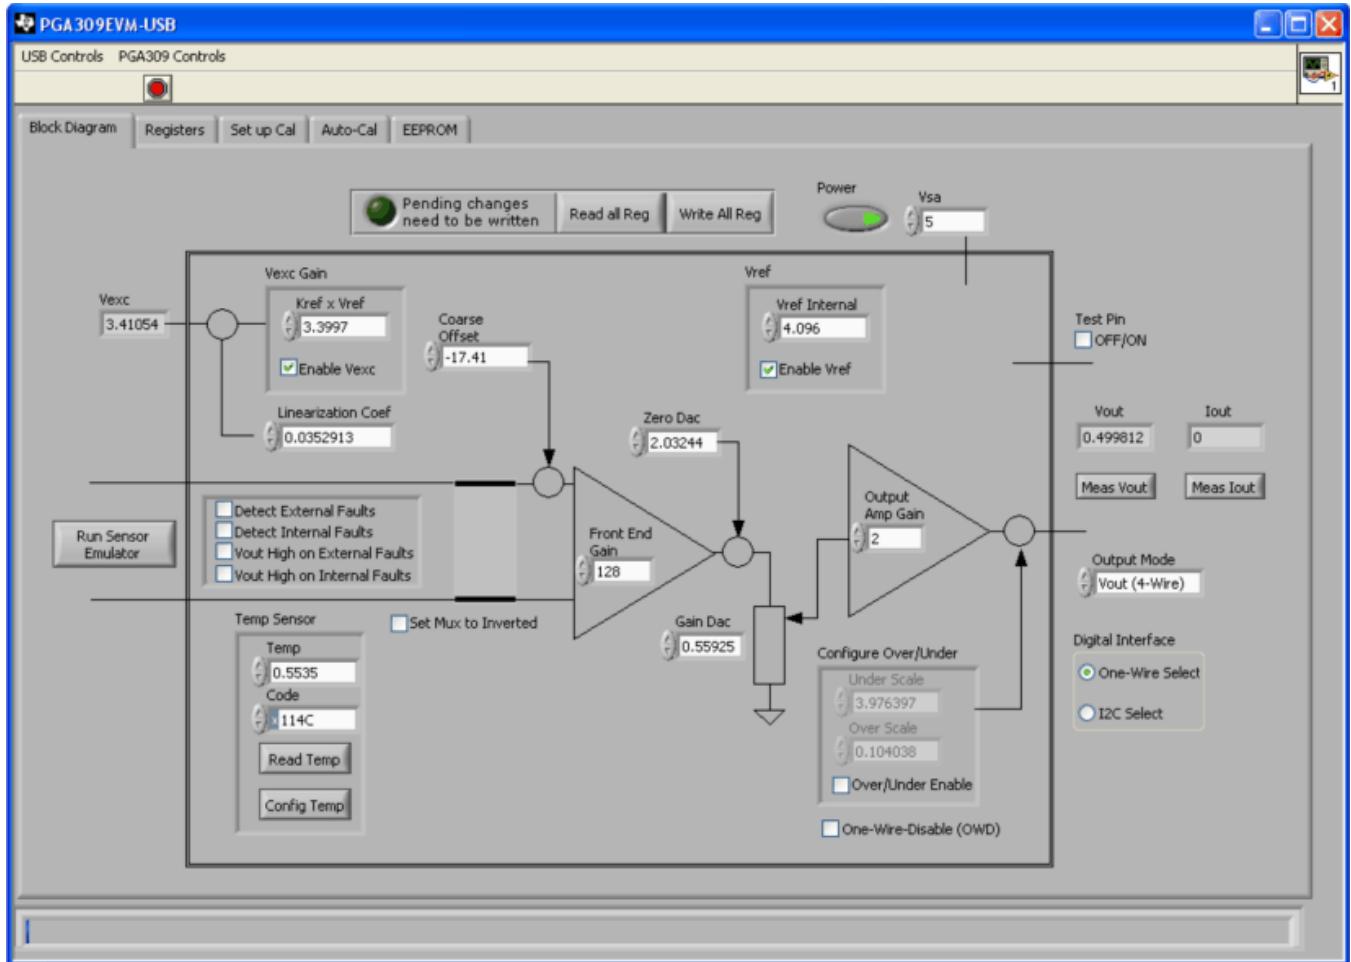 PGA309EVM-USB
USB Controls PGA309 Controls
1
Block Diagram
Registers
Set up Cal
Auto-Cal
EEPROM
Pending changes
need to be written
Read all Reg
Write All Reg
Power
Vsa
5
Vexc
3.41054
Vexc Gain
Kref x Vref
3.3997
Enable Vexc
Linearization Coef
0.0352913
Coarse
Offset
-17.41
Vref
Vref Internal
4.096
Enable Vref
Test Pin
OFF/ON
Vout
0.499812
Iout
0
Meas Vout
Meas Iout
Zero Dac
2.03244
Run Sensor
Emulator
Detect External Faults
Detect Internal Faults
Vout High on External Faults
Vout High on Internal Faults
Front End
Gain
128
Output
Amp Gain
2
Output Mode
Vout (4-Wire)
Set Mux to Inverted
Gain Dac
0.55925
Temp Sensor
Temp
0.5535
Code
x 114C
Read Temp
Config Temp
Configure Over/Under
Under Scale
3.976397
Over Scale
0.104038
Over/Under Enable
One-Wire-Disable (OWD)
Digital Interface
One-Wire Select
I2C Select